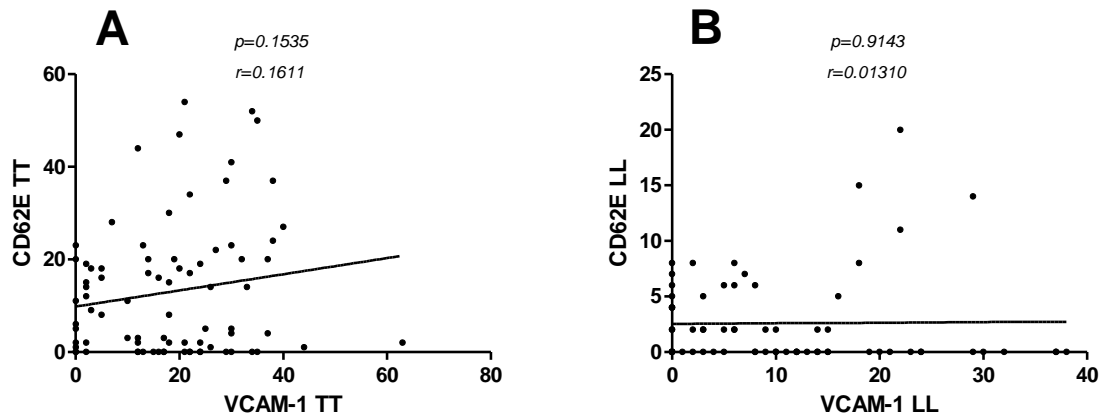 A
p=0.1535
r=0.1611
60
40
20
0
CD62E TT
0 20 40 60 80
VCAM-1 TT
B
p=0.9143
r=0.01310
25
20
15
10
5
0
CD62E LL
0 10 20 30 40
VCAM-1 LL